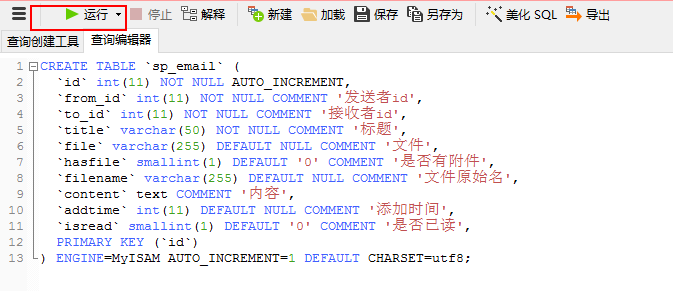 运行 停止 解释 新建 加载 保存 另存为 美化 SQL 导出
查询创建工具 查询编辑器
1 CREATE TABLE `sp_email` (
2 `id` int(11) NOT NULL AUTO_INCREMENT,
3 `from_id` int(11) NOT NULL COMMENT '发送者id',
4 `to_id` int(11) NOT NULL COMMENT '接收者id',
5 `title` varchar(50) NOT NULL COMMENT '标题',
6 `file` varchar(255) DEFAULT NULL COMMENT '文件',
7 `hasfile` smallint(1) DEFAULT '0' COMMENT '是否有附件',
8 `filename` varchar(255) DEFAULT NULL COMMENT '文件原始名',
9 `content` text COMMENT '内容',
10 `addtime` int(11) DEFAULT NULL COMMENT '添加时间',
11 `isread` smallint(1) DEFAULT '0' COMMENT '是否已读',
12 PRIMARY KEY (`id`)
13 ) ENGINE=MyISAM AUTO_INCREMENT=1 DEFAULT CHARSET=utf8;